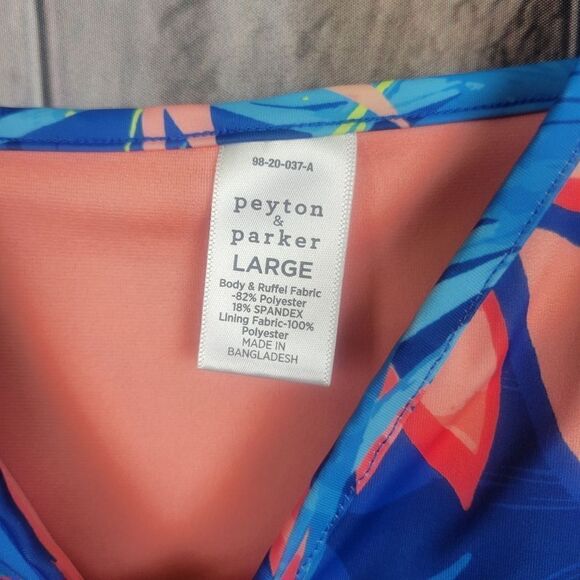 98-20-037-A
peyton
&
parker
LARGE
Body & Ruffel Fabric
-82% Polyester
18% SPANDEX
Lining Fabric-100%
Polyester
MADE IN
BANGLADESH